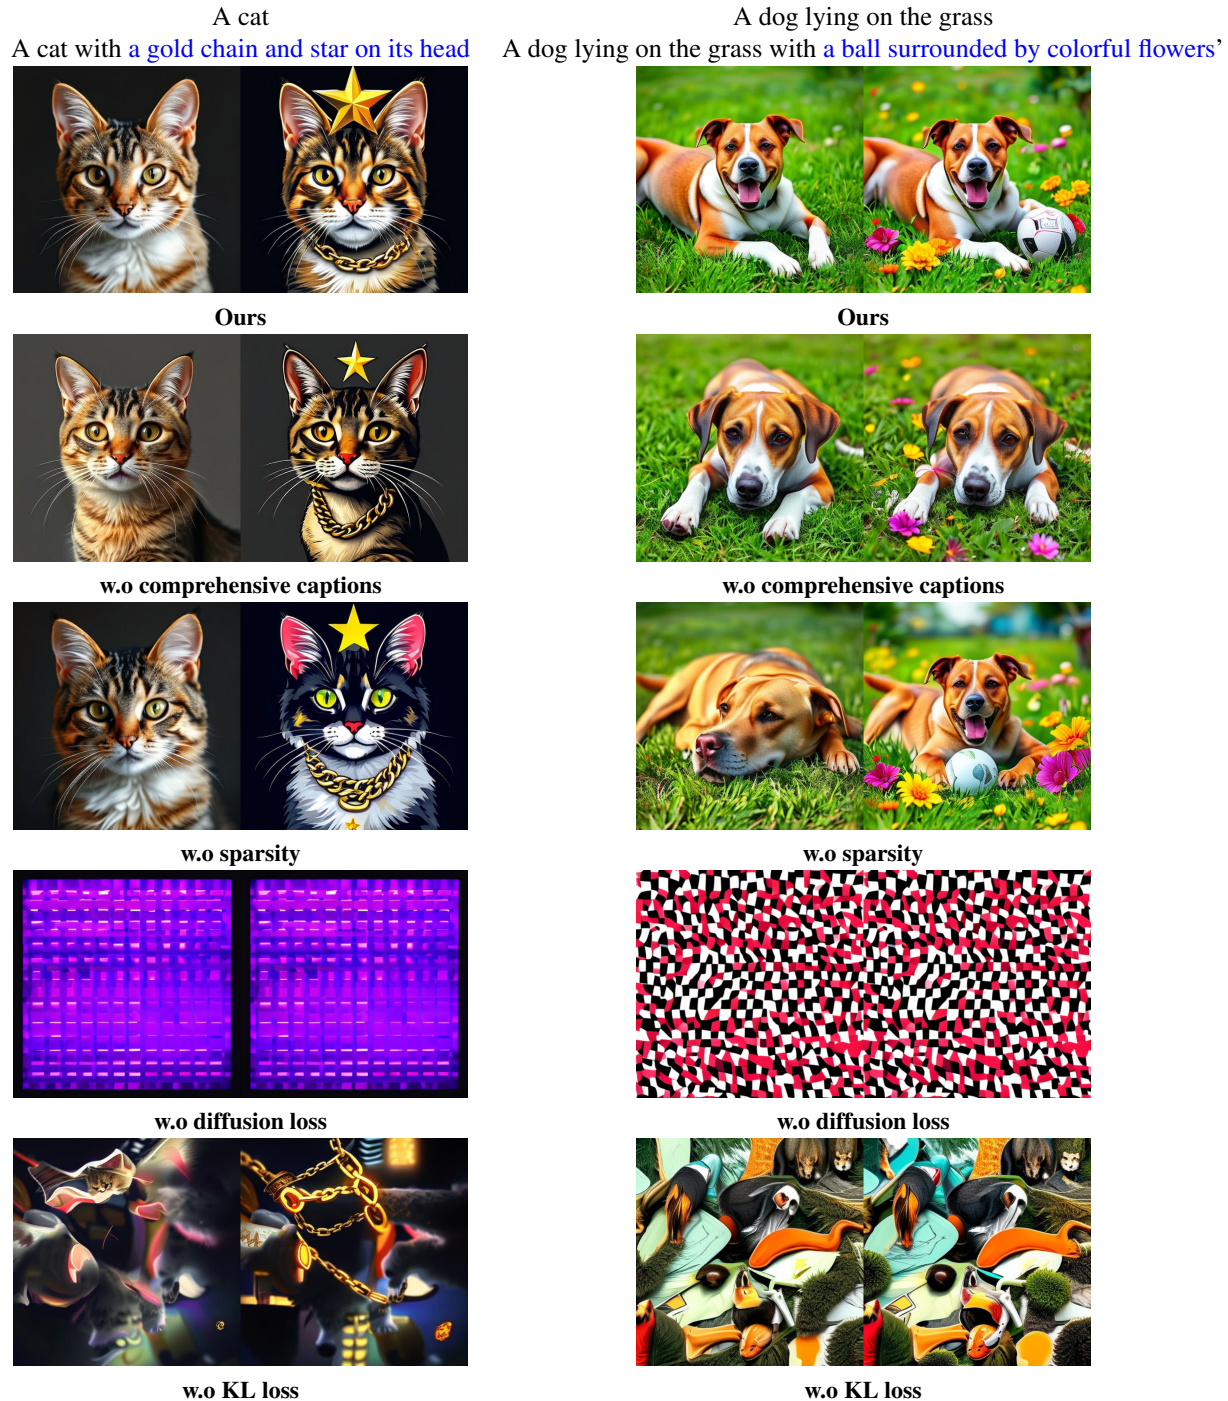 A cat
A cat with a gold chain and star on its head
A dog lying on the grass
A dog lying on the grass with a ball surrounded by colorful flowers’
Ours
Ours
w.o comprehensive captions
w.o comprehensive captions
w.o sparsity
w.o sparsity
w.o diffusion loss
w.o diffusion loss
w.o KL loss
w.o KL loss